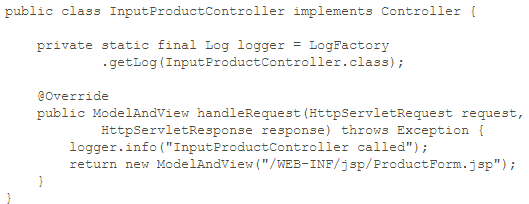 public class InputProductController implements Controller {
    private static final Log logger = LogFactory
            .getLog(InputProductController.class);
    @Override
    public ModelAndView handleRequest(HttpServletRequest request,
            HttpServletResponse response) throws Exception {
        logger.info("InputProductController called");
        return new ModelAndView("/WEB-INF/jsp/ProductForm.jsp");
    }
}